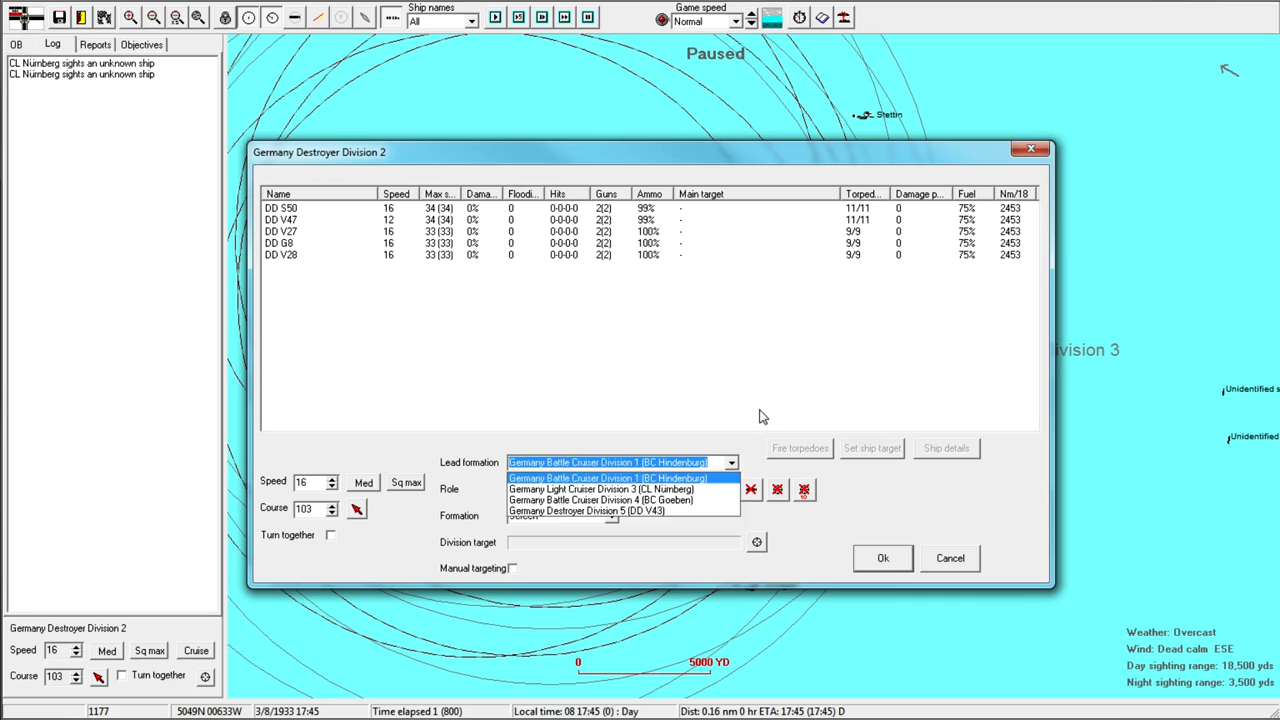 Ship names
All
Game speed
Normal
OB Log Reports Objectives
CL Nürnberg sights an unknown ship
CL Nürnberg sights an unknown ship
Paused
Stettin
Germany Destroyer Division 2
Name Speed Max s... Dama... Floodi... Hits Guns Ammo Main target Torped... Damage p... Fuel Nm/18
DD S50 16 34 (34) 0% 0 0-0-0-0 2(2) 99% - 11/11 0 75% 2453
DD V47 12 34 (34) 0% 0 0-0-0-0 2(2) 99% - 11/11 0 75% 2453
DD V27 16 33 (33) 0% 0 0-0-0-0 2(2) 100% - 9/9 0 75% 2453
DD G8 16 33 (33) 0% 0 0-0-0-0 2(2) 100% - 9/9 0 75% 2453
DD V28 16 33 (33) 0% 0 0-0-0-0 2(2) 100% - 9/9 0 75% 2453
ivision 3
Unidentified s
Unidentified
Fire torpedoes Set ship target Ship details
Lead formation Germany Battle Cruiser Division 1 (BC Hindenburg)
Germany Battle Cruiser Division 1 (BC Hindenburg)
Germany Light Cruiser Division 3 (CL Nürnberg)
Germany Battle Cruiser Division 4 (BC Goeben)
Germany Destroyer Division 5 (DD V43)
Speed 16 Med Sq max
Role
Course 103
Formation
Turn together
Division target
Manual targeting
Ok Cancel
Germany Destroyer Division 2
Speed 16 Med Sq max Cruise
Course 103 Turn together
0 5000 YD
Weather: Overcast
Wind: Dead calm ESE
Day sighting range: 18,500 yds
Night sighting range: 3,500 yds
1177 5049N 00633W 3/8/1933 17:45 Time elapsed 1 (800) Local time: 08 17:45 (0) : Day Dist: 0.16 nm 0 hr ETA: 17:45 (17:45) D